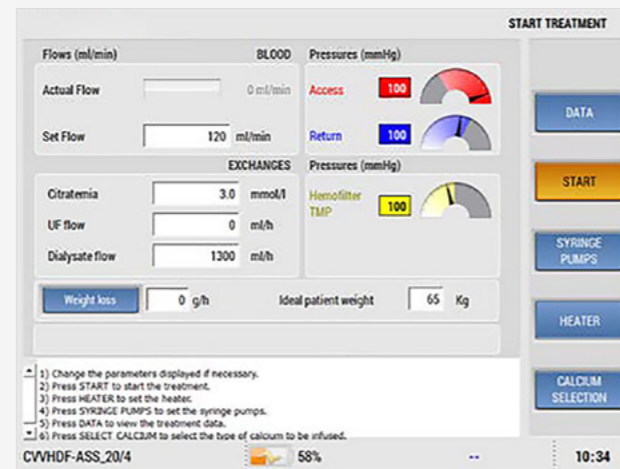 START TREATMENT
Flows (ml/min) BLOOD Pressures (mmHg)
Actual Flow 0 ml/min Access 100
DATA
Set Flow 120 ml/min Return 100
EXCHANGES Pressures (mmHg)
START
Citratemia 3.0 mmol/l Hemofilter TMP 100
UF flow 0 ml/h
Dialysate flow 1300 ml/h
SYRINGE PUMPS
Weight loss 0 g/h Ideal patient weight 65 Kg
HEATER
1) Change the parameters displayed if necessary.
2) Press START to start the treatment.
3) Press HEATER to set the heater.
4) Press SYRINGE PUMPS to set the syringe pumps.
5) Press DATA to view the treatment data.
6) Press SELECT CALCIUM to select the type of calcium to be infused.
CALCIUM SELECTION
CVVHDF-ASS_20/4 58% -- 10:34